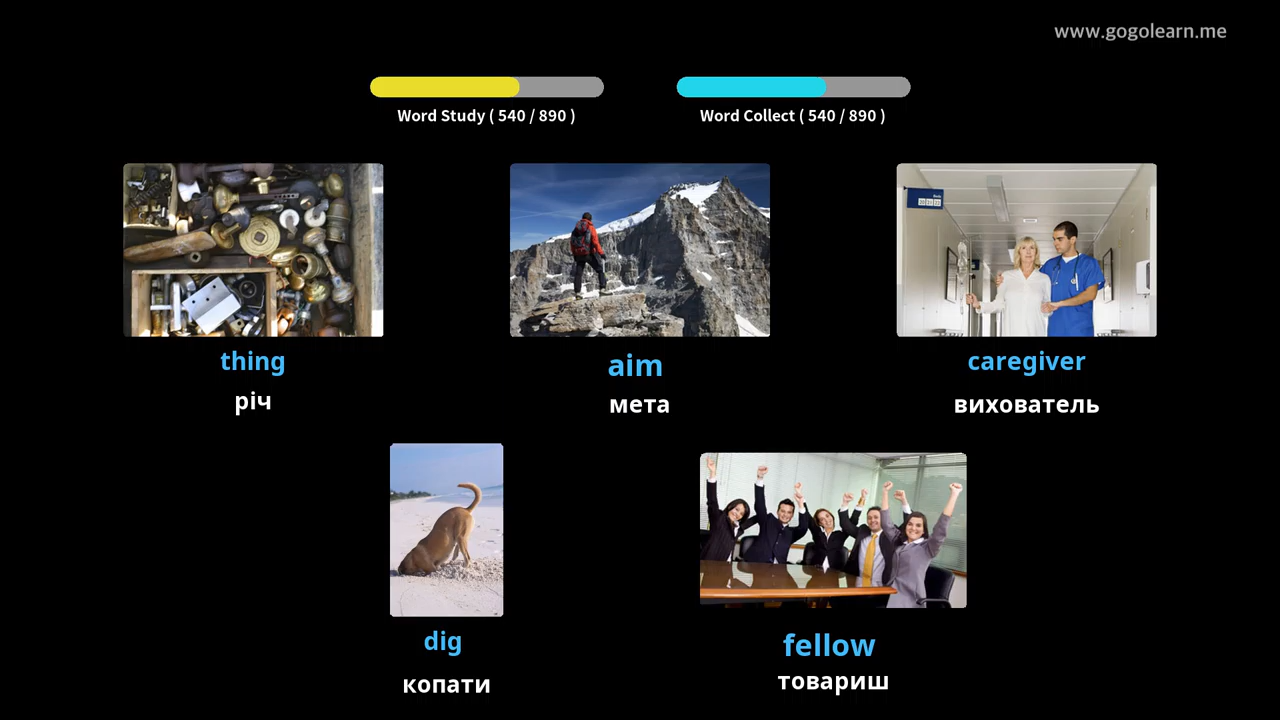 www.gogolearn.me
Word Study ( 540 / 890 )
Word Collect ( 540 / 890 )
thing
річ
aim
мета
caregiver
вихователь
dig
копати
fellow
товариш